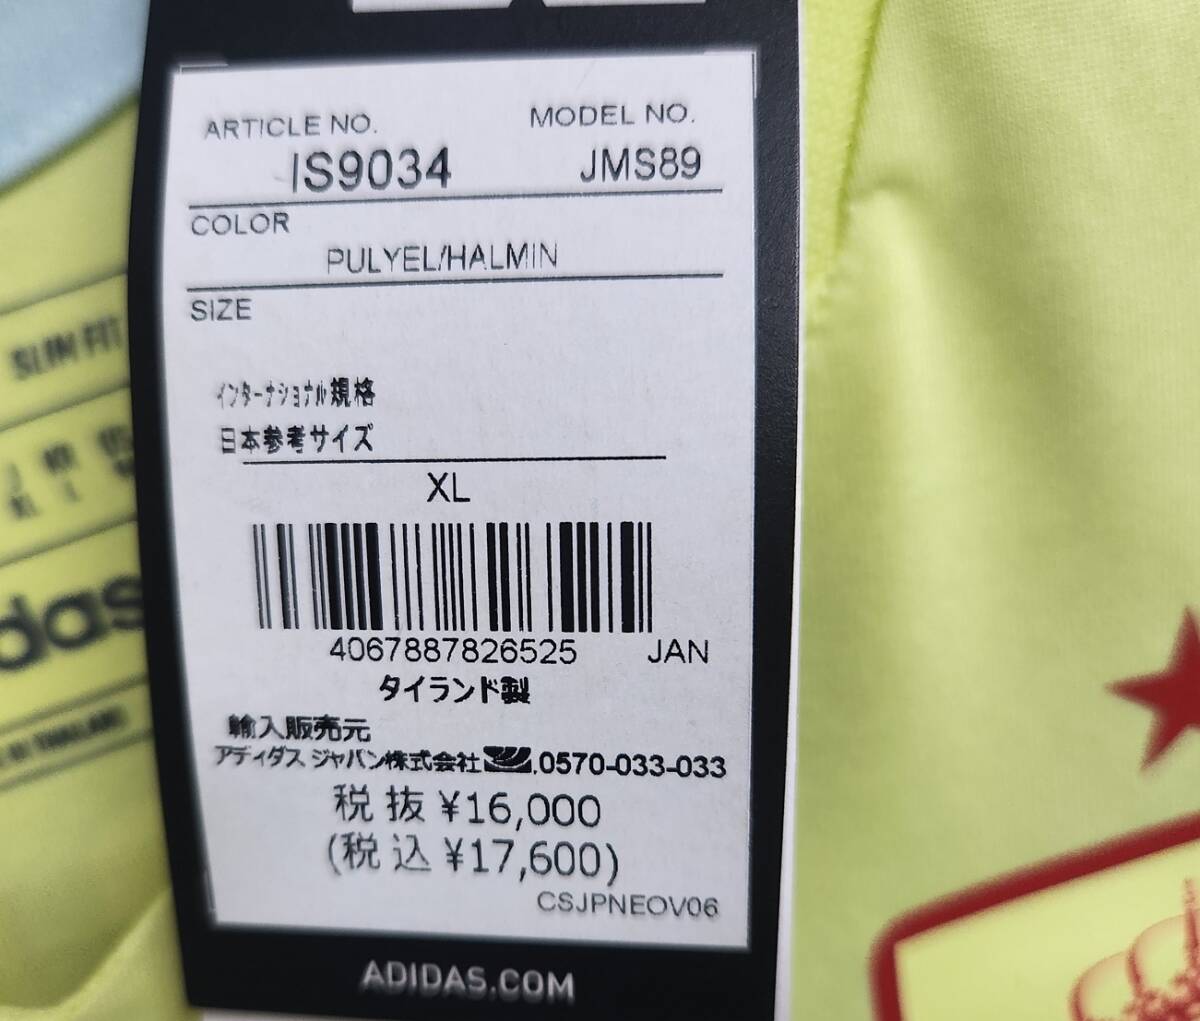 ARTICLE NO. MODEL NO.
IS9034 JMS89
COLOR
PULYEL/HALMIN
SIZE
インターナショナル規格
日本参考サイズ
XL
4067887826525 JAN
タイランド製
輸入販売元
アディダス ジャパン株式会社 0570-033-033
税抜 ¥16,000
(税込 ¥17,600)
CSJPNEOV06
ADIDAS.COM
SLIM FIT
das